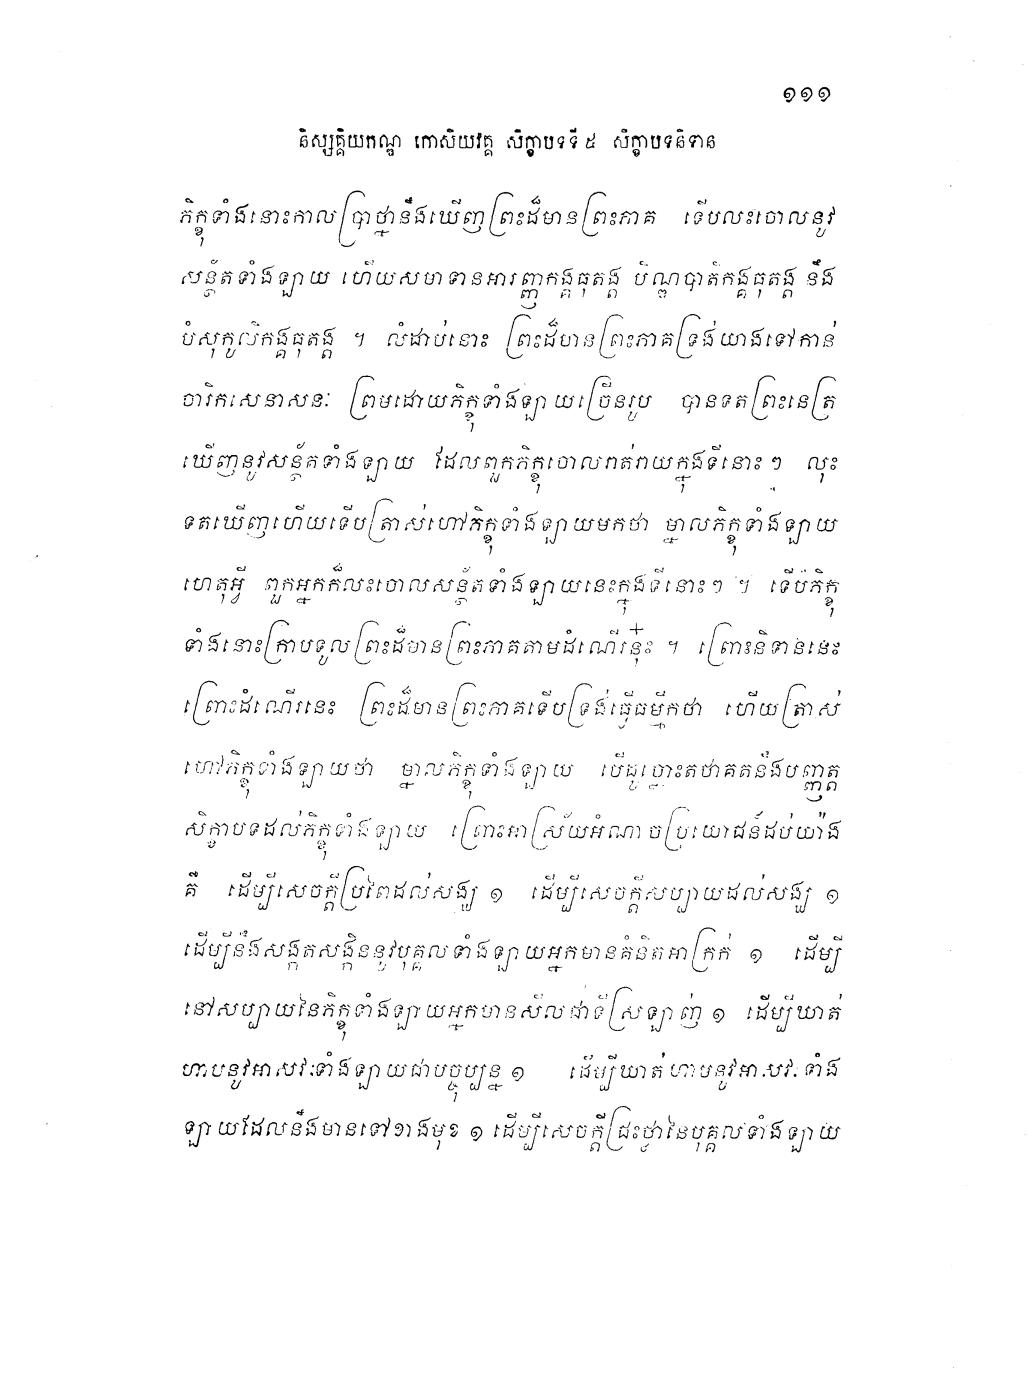 ១១១
និស្សគ្គិយកណ្ឌ កោសិយវគ្គ សិក្ខាបទទី ៥ សិក្ខាបទនិទាន
ភិក្ខុទាំងនោះកាលប្រាថ្នានឹងឃើញព្រះដ៏មានព្រះភាគ ទើបលះចោលនូវ
សន្ថ័តទាំងឡាយ ហើយសមាទានអារញ្ញកង្គធុតង្គ បិណ្ឌបាតិកង្គធុតង្គ នឹង
បំសុកូលិកង្គធុតង្គ ។ លំដាប់នោះ ព្រះដ៏មានព្រះភាគទ្រង់យាងទៅកាន់
ចារិកសេនាសនៈ ព្រមដោយភិក្ខុទាំងឡាយច្រើនរូប បានទតព្រះនេត្រ
ឃើញនូវសន្ថ័តទាំងឡាយ ដែលពួកភិក្ខុចោលរាត់រាយក្នុងទីនោះៗ លុះ
ទតឃើញហើយទើបត្រាស់ហៅភិក្ខុទាំងឡាយមកថា ម្នាលភិក្ខុទាំងឡាយ
ហេតុអ្វី ពួកអ្នកក៏លះចោលសន្ថ័តទាំងឡាយនេះក្នុងទីនោះៗ ។ ទើបភិក្ខុ
ទាំងនោះក្រាបទូលព្រះដ៏មានព្រះភាគតាមដំណើរនុ៎ះ ។ ព្រោះនិទាននេះ
ព្រោះដំណើរនេះ ព្រះដ៏មានព្រះភាគទើបទ្រង់ធ្វើធម្មីកថា ហើយត្រាស់
ហៅភិក្ខុទាំងឡាយថា ម្នាលភិក្ខុទាំងឡាយ បើដូច្នោះតថាគតនឹងបញ្ញត្ត
សិក្ខាបទដល់ភិក្ខុទាំងឡាយ ព្រោះអាស្រ័យអំណាចប្រយោជន៍ដប់យ៉ាង
គឺ ដើម្បីសេចក្តីប្រពៃដល់សង្ឃ ១ ដើម្បីសេចក្តីសប្បាយដល់សង្ឃ ១
ដើម្បីនឹងសង្កតសង្កិននូវបុគ្គលទាំងឡាយអ្នកមានគំនិតអាក្រក់ ១ ដើម្បី
នៅសប្បាយនៃភិក្ខុទាំងឡាយអ្នកមានសីលជាទីស្រឡាញ់ ១ ដើម្បីឃាត់
ហាមនូវអាសវៈទាំងឡាយជាបច្ចុប្បន្ន ១ ដើម្បីឃាត់ហាមនូវអាសវៈទាំង
ឡាយដែលនឹងមានទៅខាងមុខ ១ ដើម្បីសេចក្តីជ្រះថ្លានៃបុគ្គលទាំងឡាយ